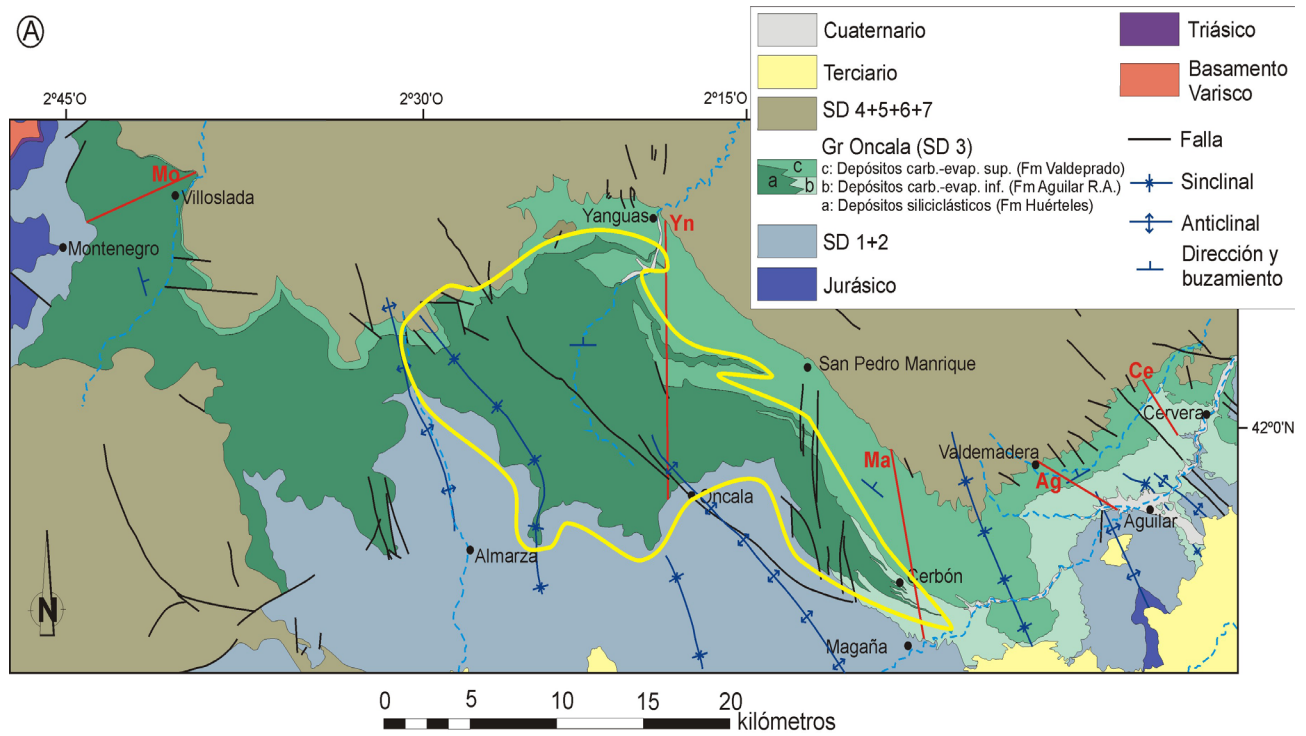 A
Cuaternario
Terciario
SD 4+5+6+7
Gr Oncala (SD 3)
a
c
b
c: Depósitos carb.-evap. sup. (Fm Valdeprado)
b: Depósitos carb.-evap. inf. (Fm Aguilar R.A.)
a: Depósitos siliciclásticos (Fm Huérteles)
SD 1+2
Jurásico
Triásico
Basamento
Varisco
Falla
Sinclinal
Anticlinal
Dirección y
buzamiento
2º45'O
2º30'O
2º15'O
Mo
Villoslada
Montenegro
Yanguas
Yn
San Pedro Manrique
Ce
Cervera
42º0'N
Valdemadera
Ag
Aguilar
Ma
Oncala
Almarza
Cerbón
Magaña
N
0
5
10
15
20
kilómetros